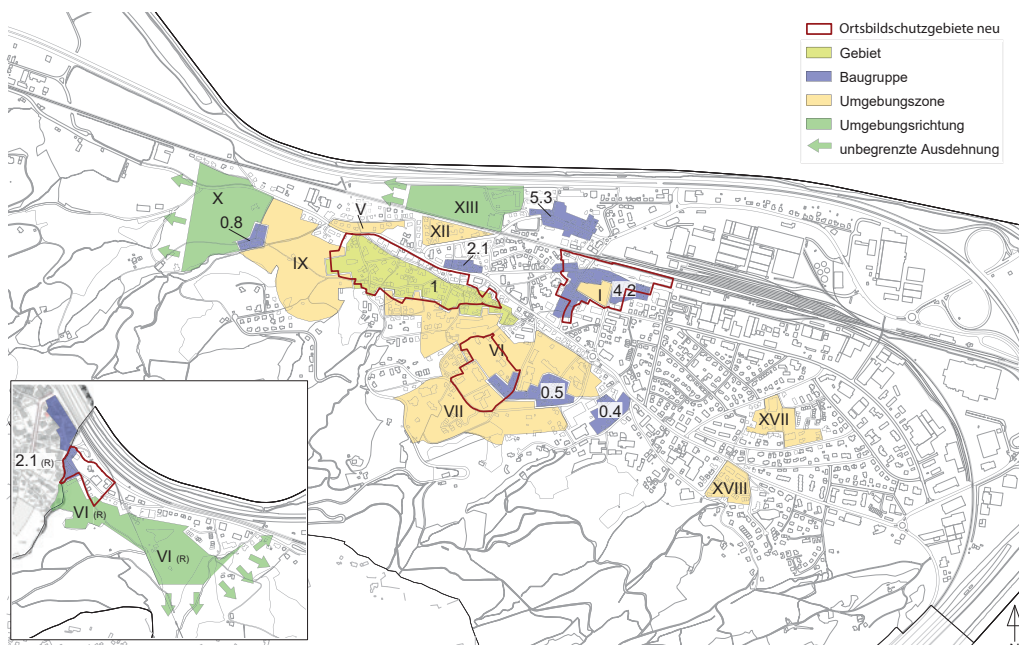 Ortsbildschutzgebiete neu
Gebiet
Baugruppe
Umgebungszone
Umgebungsrichtung
unbegrenzte Ausdehnung
X
0.8
IX
V
XIII
XII
5.3
2.1
1
I
4.2
VI
VII
0.5
0.4
XVII
XVIII
2.1 (R)
VI (R)
VI (R)